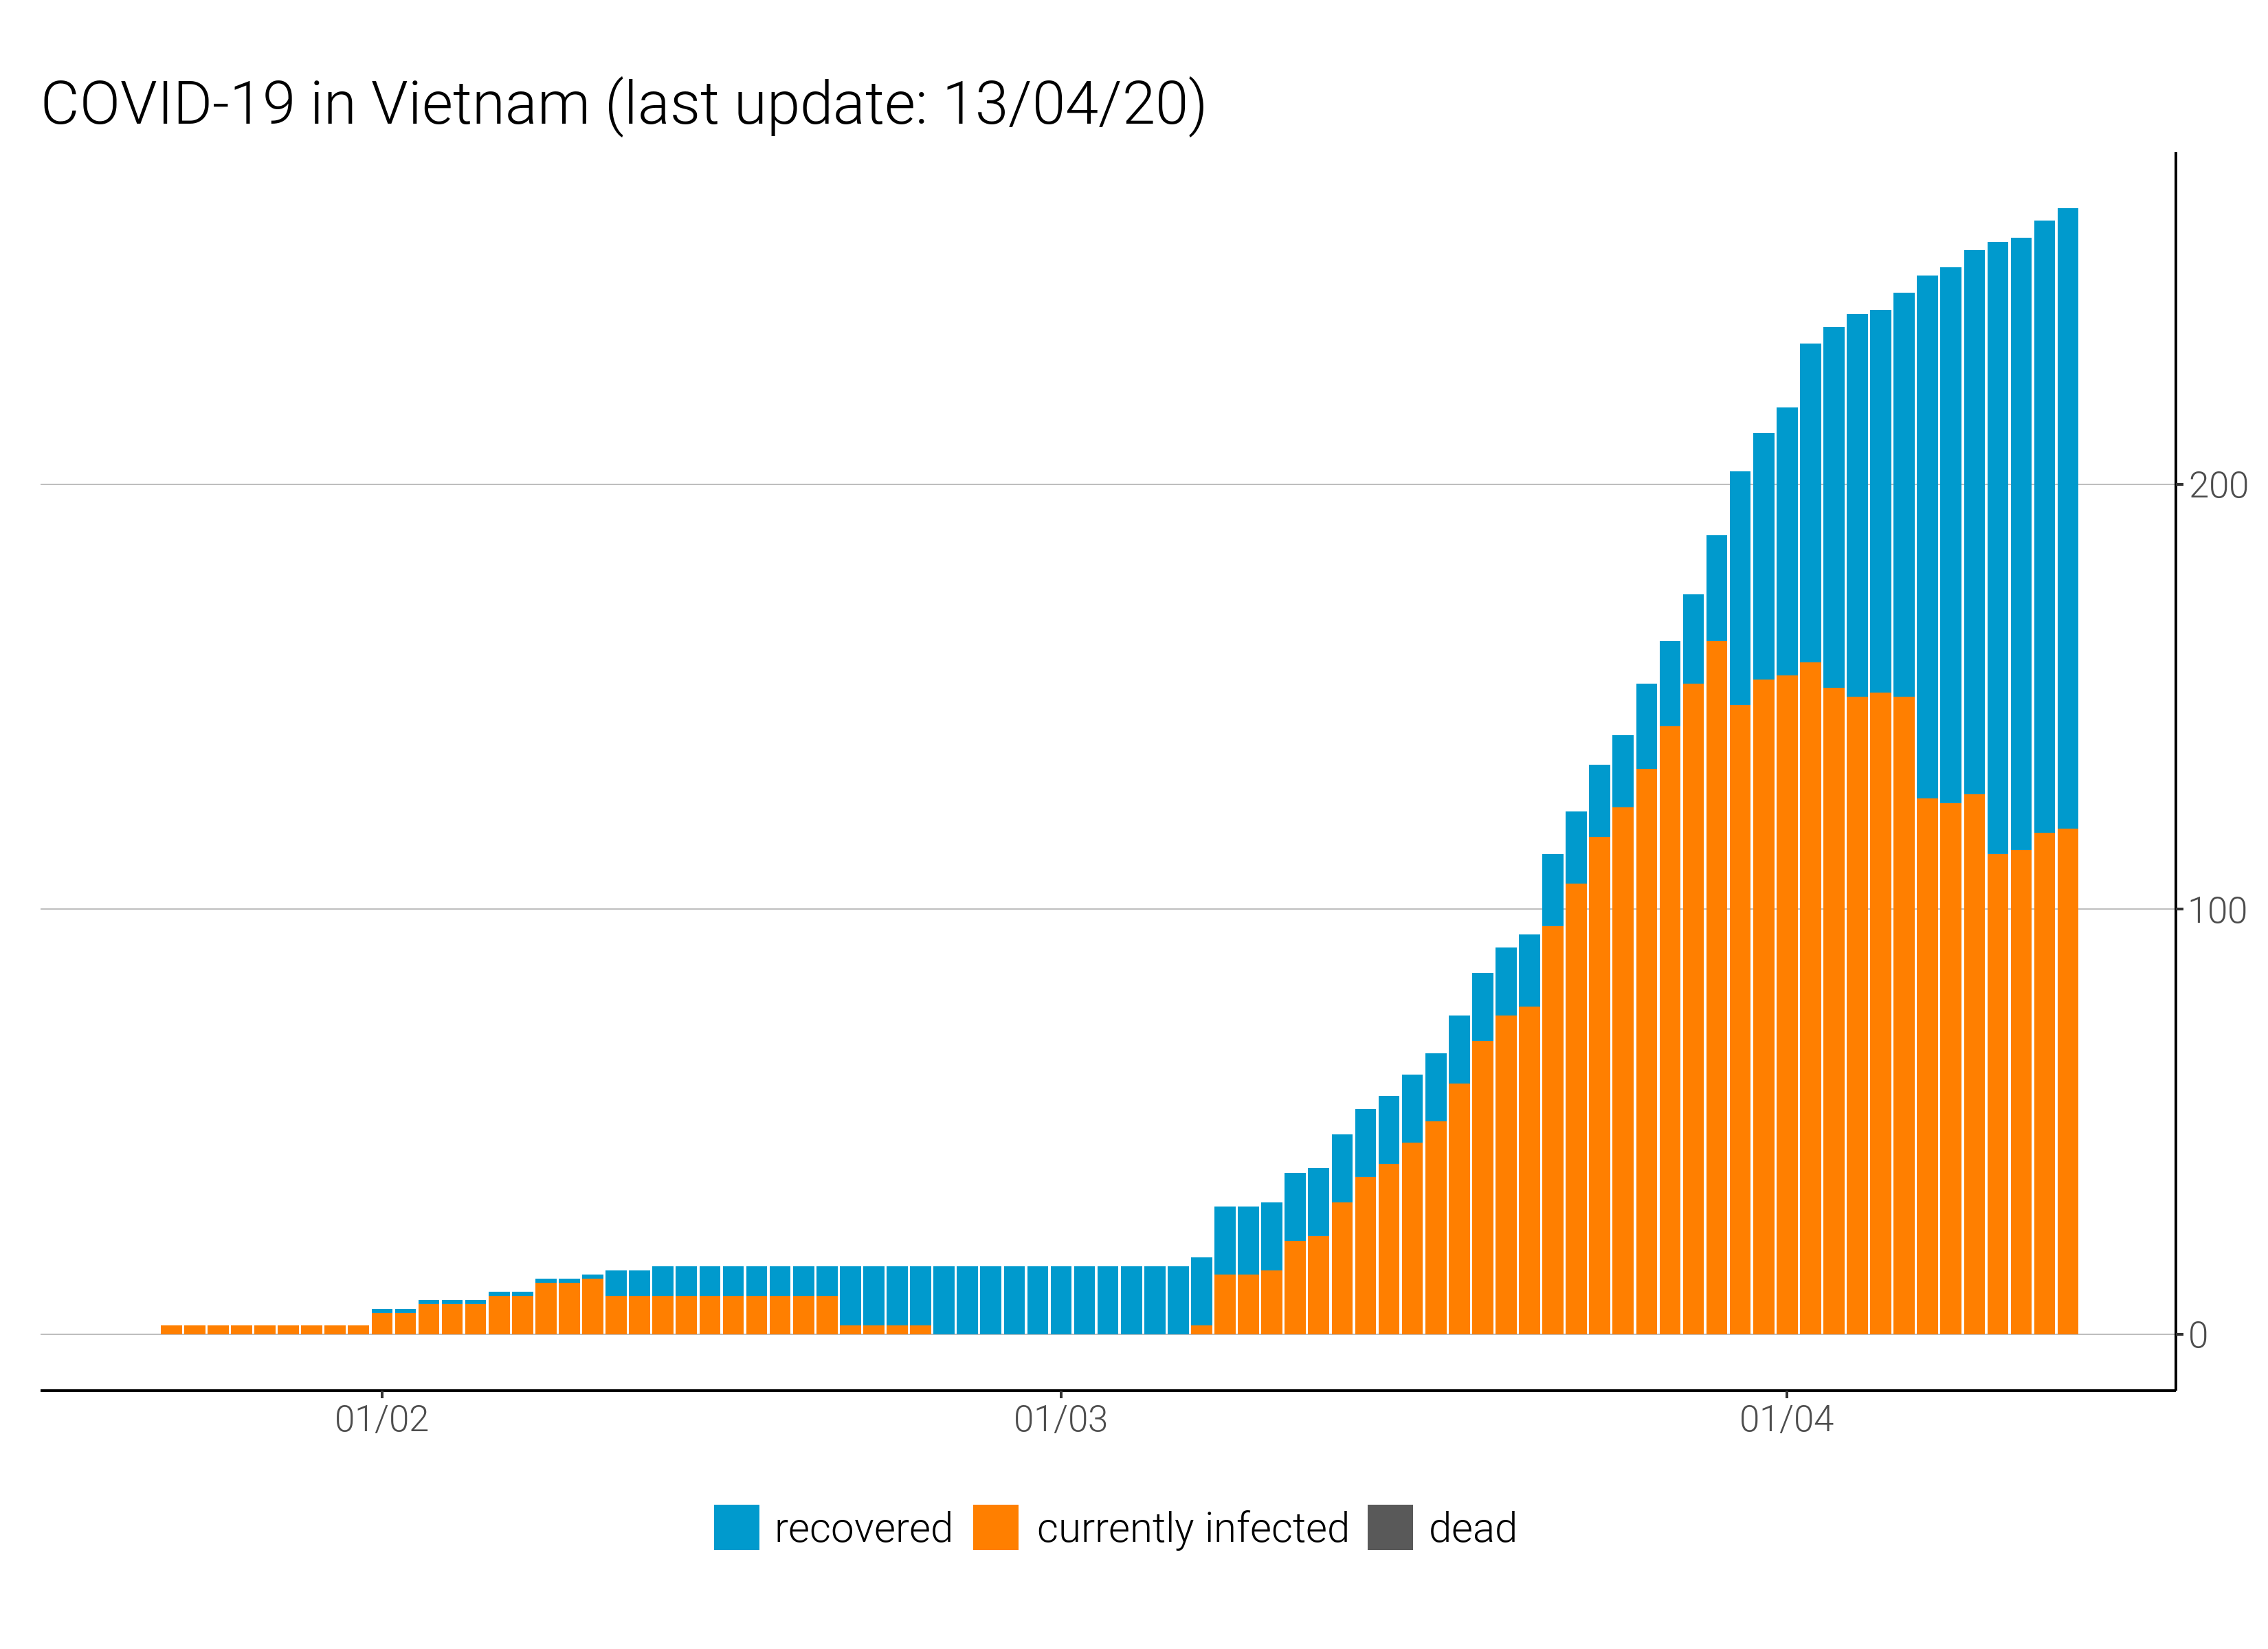 COVID-19 in Vietnam (last update: 13/04/20)
200
100
0
01/02 01/03 01/04
recovered currently infected dead